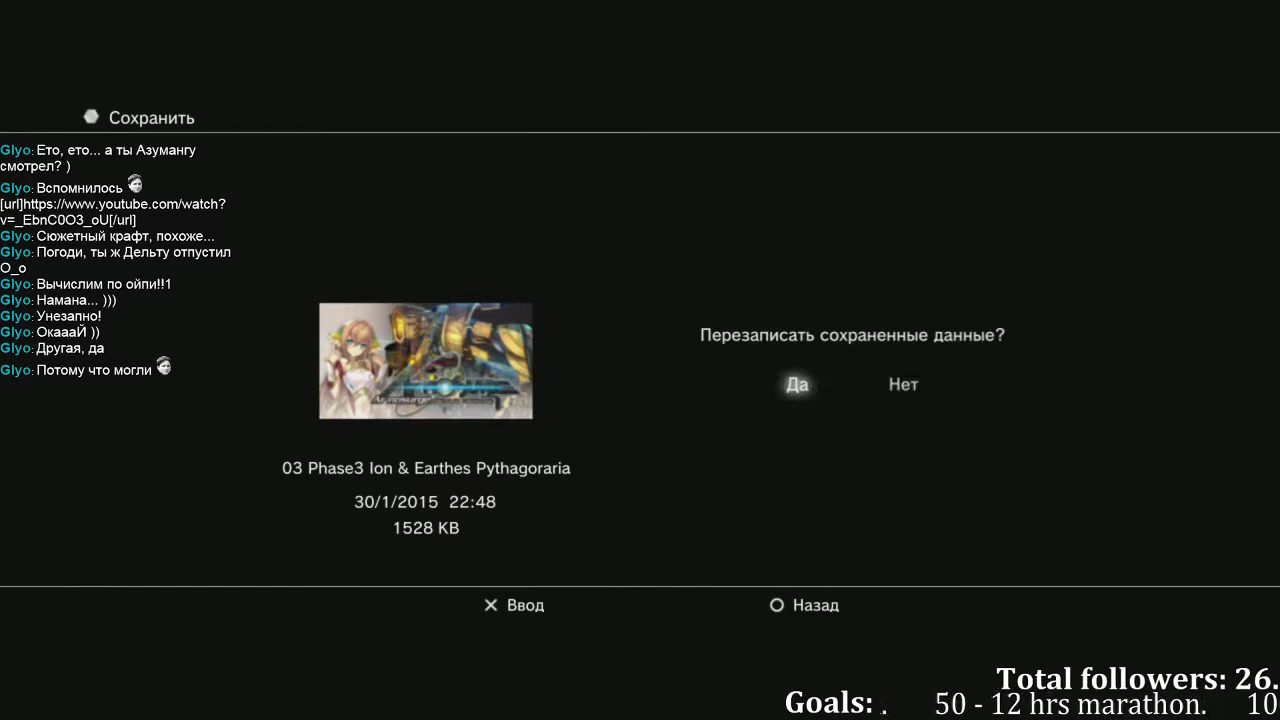 Сохранить
Glyo: Ето, ето... а ты Азумангу
смотрел? )
Glyo: Вспомнилось
[url]https://www.youtube.com/watch?
v=_EbnC0O3_oU[/url]
Glyo: Сюжетный крафт, похоже...
Glyo: Погоди, ты ж Дельту отпустил
O_o
Glyo: Вычислим по ойпи!!1
Glyo: Намана... )))
Glyo: Унезапно!
Glyo: ОкаааЙ ))
Glyo: Другая, да
Glyo: Потому что могли
Перезаписать сохраненные данные?
Да
Нет
03 Phase3 Ion & Earthes Pythagoraria
30/1/2015 22:48
1528 KB
Ввод
Назад
Total followers: 26.
Goals: . 50 - 12 hrs marathon. 10